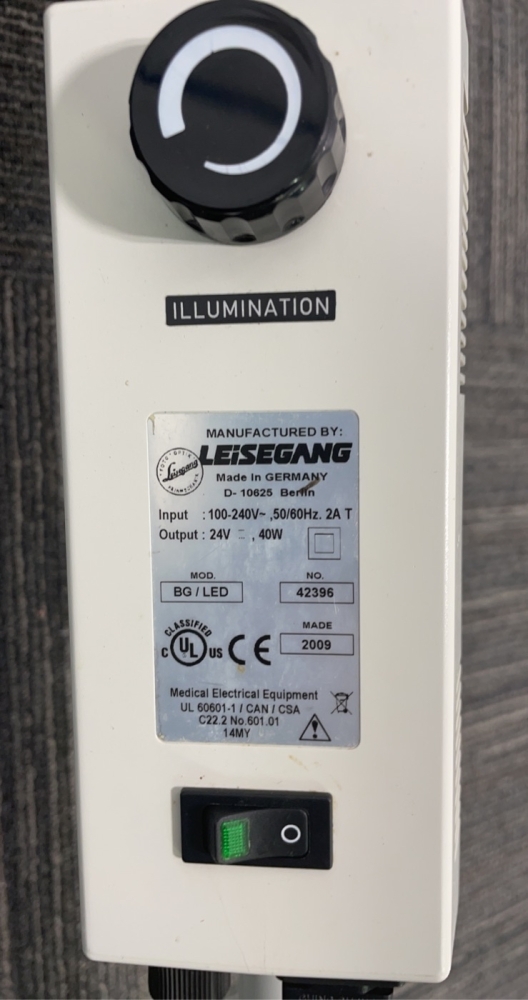 ILLUMINATION
MANUFACTURED BY:
LEiSEGANG
Made in GERMANY
D- 10625 Berlin
Input : 100-240V~ ,50/60Hz. 2A T
Output : 24V ⎓ , 40W
MOD.
BG / LED
NO.
42396
CLASSIFIED
C UL US CE
MADE
2009
Medical Electrical Equipment
UL 60601-1 / CAN / CSA
C22.2 No.601.01
14MY